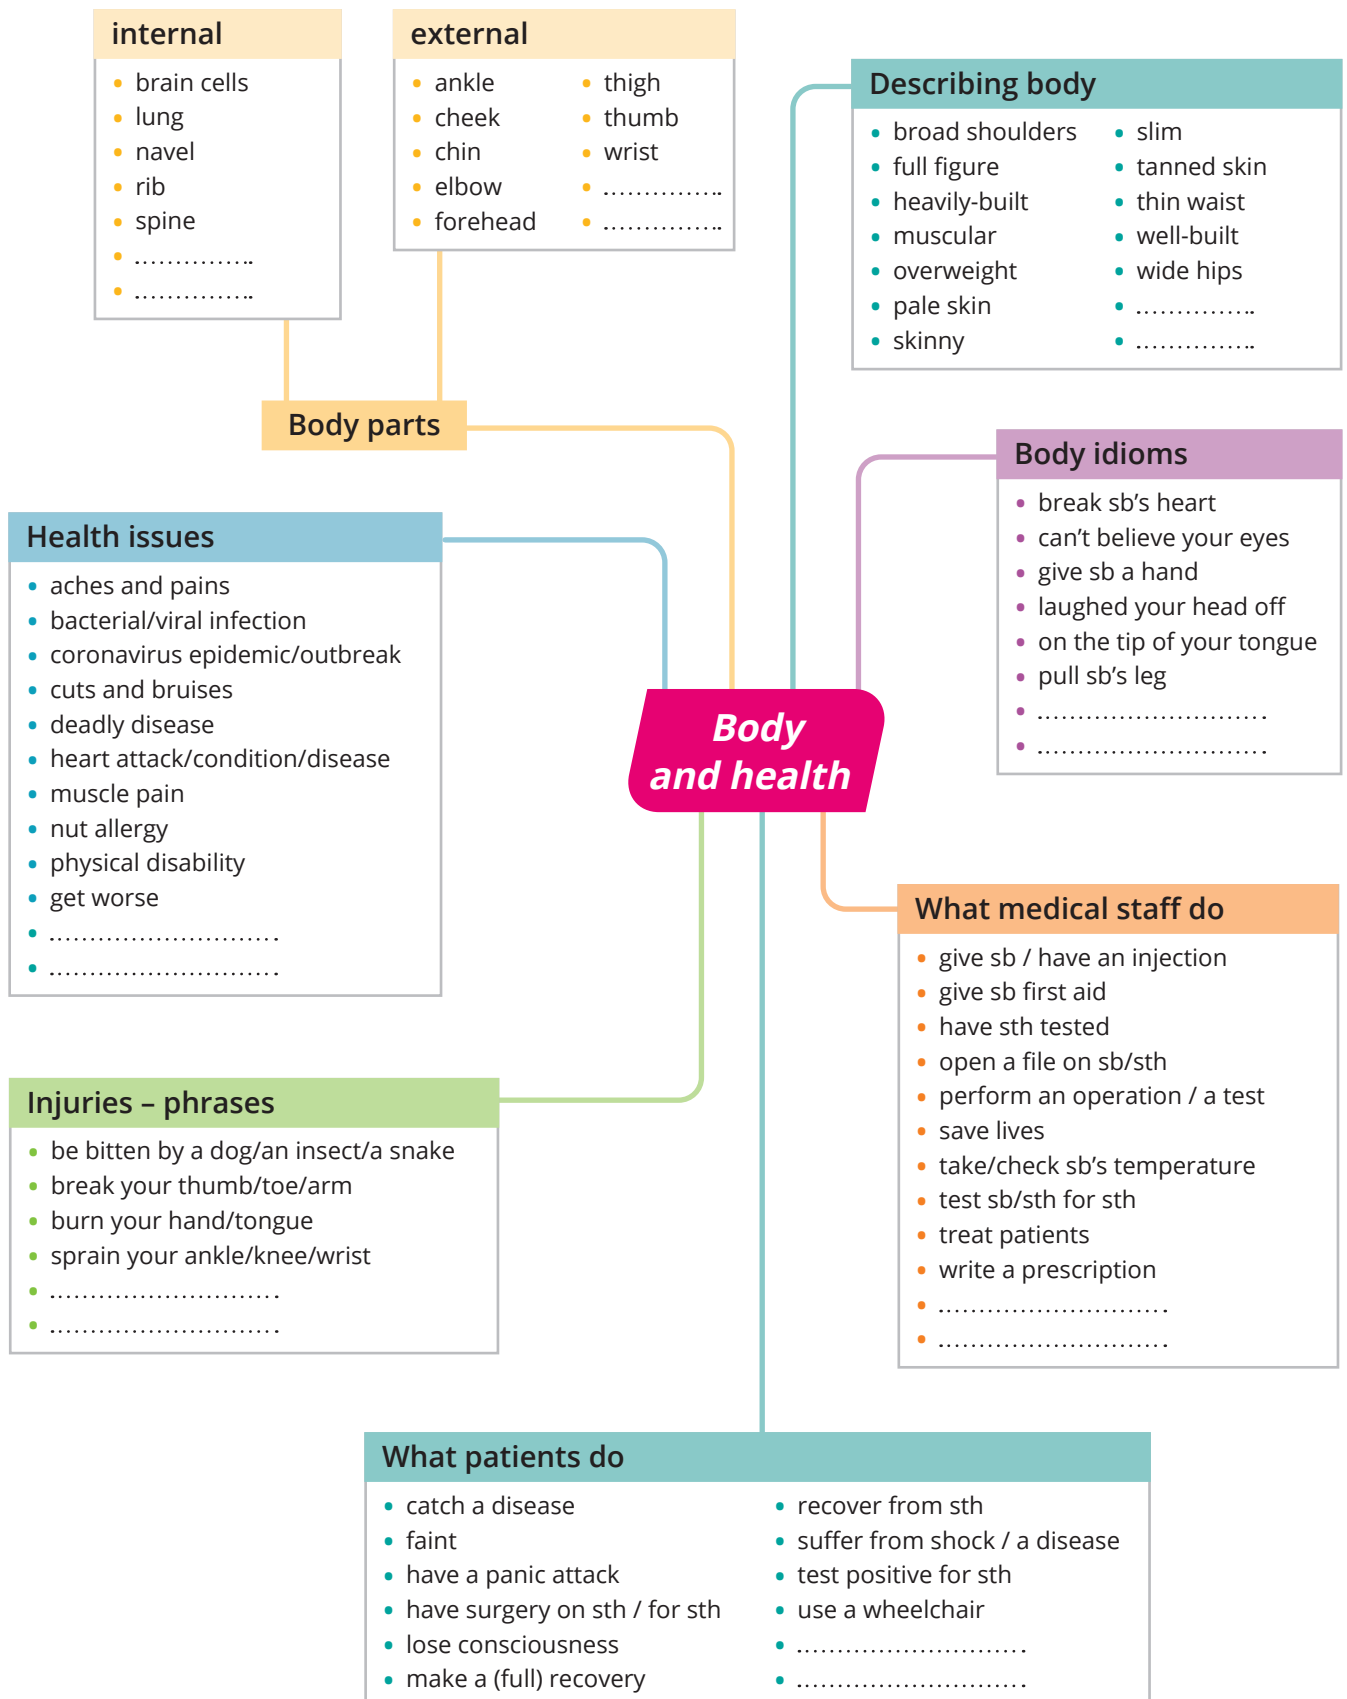 internal
• brain cells
• lung
• navel
• rib
• spine
• ...............
• ...............
external
• ankle
• cheek
• chin
• elbow
• forehead
• thigh
• thumb
• wrist
• ...............
• ...............
Describing body
• broad shoulders
• full figure
• heavily-built
• muscular
• overweight
• pale skin
• skinny
• slim
• tanned skin
• thin waist
• well-built
• wide hips
• ...............
• ...............
Body parts
Body idioms
• break sb’s heart
• can’t believe your eyes
• give sb a hand
• laughed your head off
• on the tip of your tongue
• pull sb’s leg
• ............................
• ............................
Health issues
• aches and pains
• bacterial/viral infection
• coronavirus epidemic/outbreak
• cuts and bruises
• deadly disease
• heart attack/condition/disease
• muscle pain
• nut allergy
• physical disability
• get worse
• ............................
• ............................
Body
and health
What medical staff do
• give sb / have an injection
• give sb first aid
• have sth tested
• open a file on sb/sth
• perform an operation / a test
• save lives
• take/check sb’s temperature
• test sb/sth for sth
• treat patients
• write a prescription
• ............................
• ............................
Injuries – phrases
• be bitten by a dog/an insect/a snake
• break your thumb/toe/arm
• burn your hand/tongue
• sprain your ankle/knee/wrist
• ............................
• ............................
What patients do
• catch a disease
• faint
• have a panic attack
• have surgery on sth / for sth
• lose consciousness
• make a (full) recovery
• recover from sth
• suffer from shock / a disease
• test positive for sth
• use a wheelchair
• ............................
• ............................